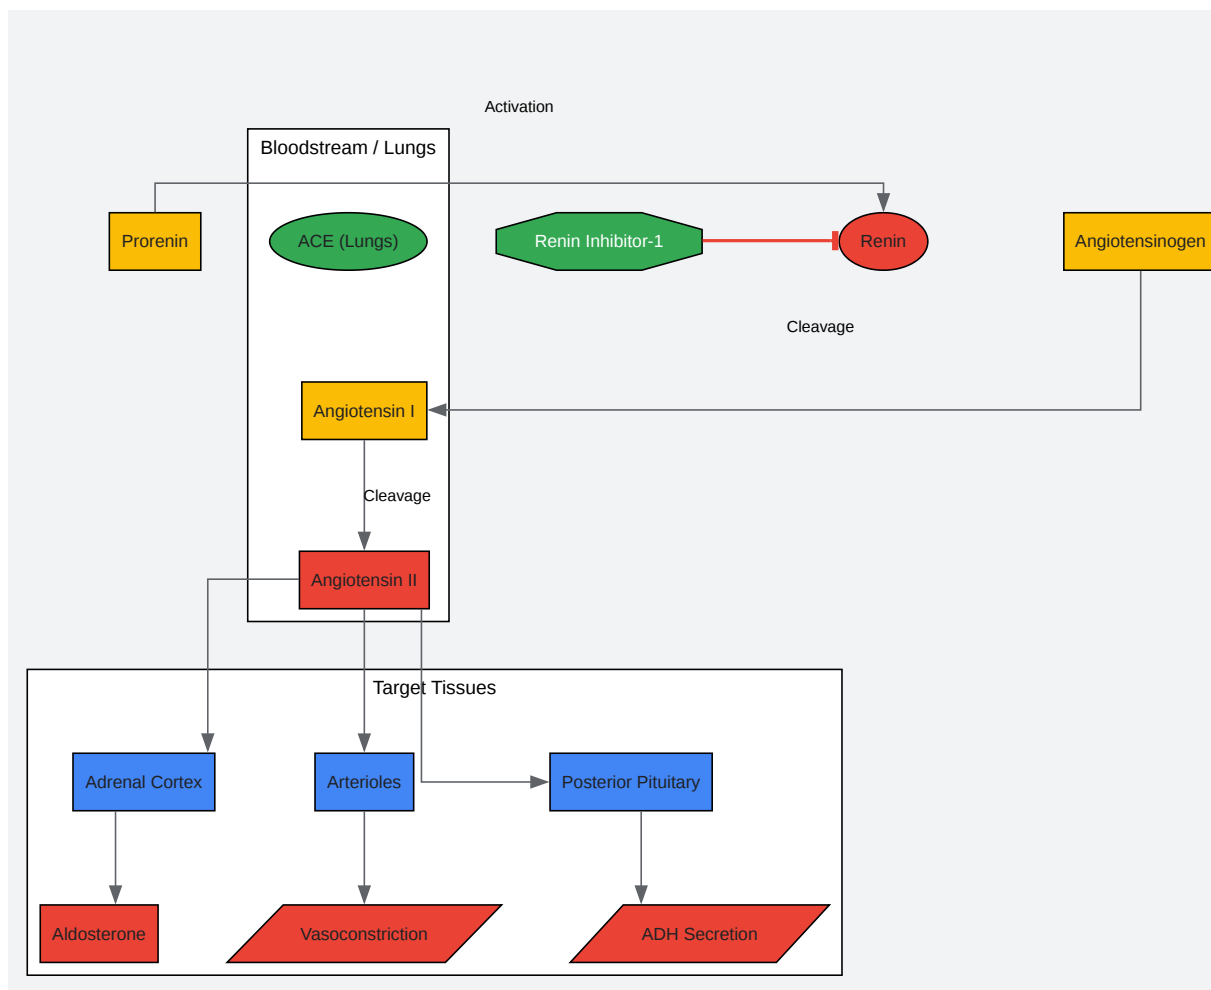 Activation
Bloodstream / Lungs
Prorenin
ACE (Lungs)
Renin Inhibitor-1
Renin
Angiotensinogen
Cleavage
Angiotensin I
Cleavage
Angiotensin II
Target Tissues
Adrenal Cortex
Arterioles
Posterior Pituitary
Aldosterone
Vasoconstriction
ADH Secretion